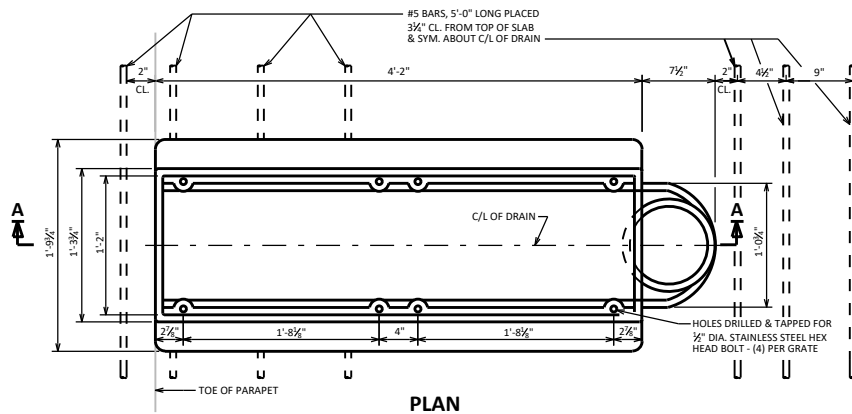 #5 BARS, 5'-0" LONG PLACED
3¼" CL. FROM TOP OF SLAB
& SYM. ABOUT C/L OF DRAIN
2"
CL.
4'-2"
7½"
2"
CL.
4½"
9"
A
A
1'-9¾"
1'-3¾"
1'-2"
C/L OF DRAIN
1'-0¾"
2⅞"
1'-8⅛"
4"
1'-8⅛"
2⅞"
HOLES DRILLED & TAPPED FOR
½" DIA. STAINLESS STEEL HEX
HEAD BOLT - (4) PER GRATE
TOE OF PARAPET
PLAN